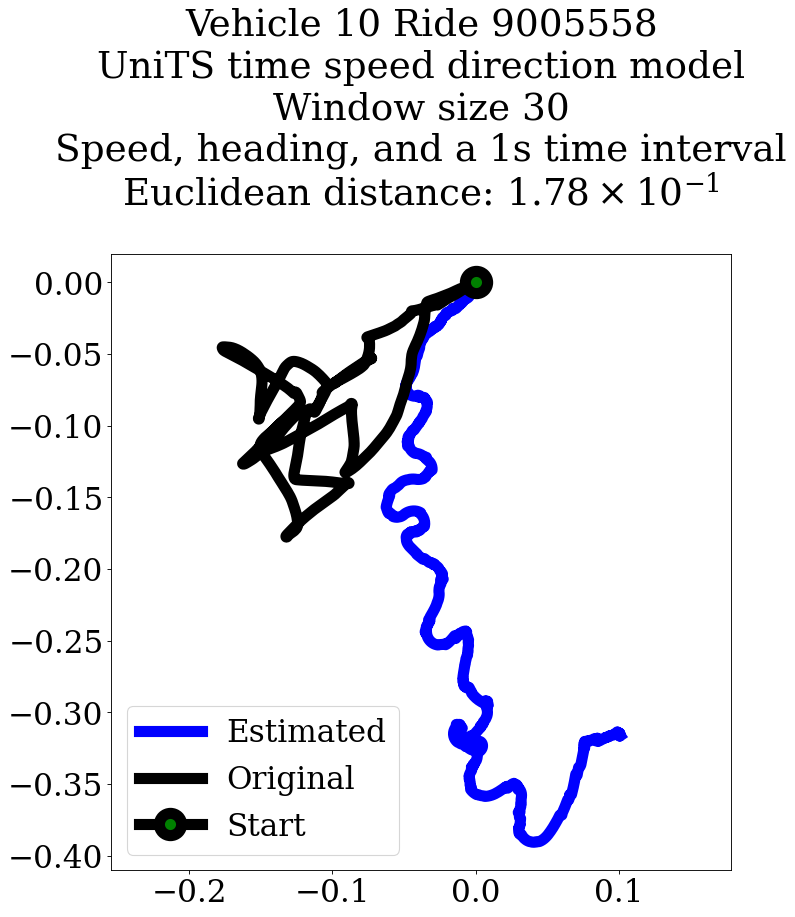 Vehicle 10 Ride 9005558
UniTS time speed direction model
Window size 30
Speed, heading, and a 1s time interval
Euclidean distance: 1.78 × 10⁻¹
0.00
−0.05
−0.10
−0.15
−0.20
−0.25
−0.30
−0.35
−0.40
Estimated
Original
Start
−0.2 −0.1 0.0 0.1